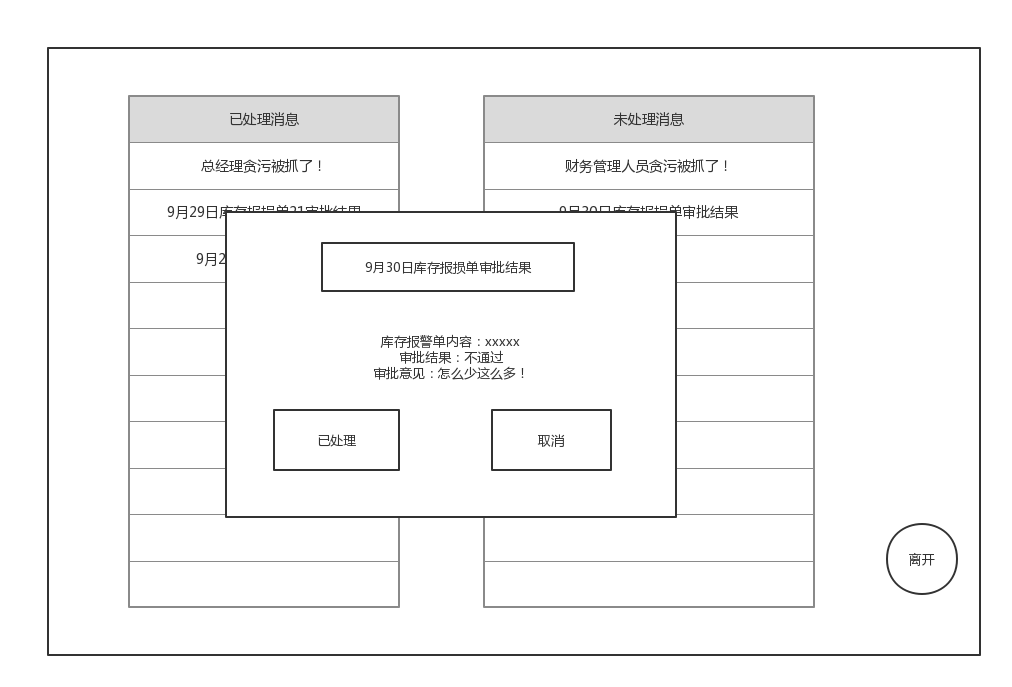 已处理消息
总经理贪污被抓了！
9月29日库存报损单21审批结果
9月2
未处理消息
财务管理人员贪污被抓了！
9月30日库存报损单审批结果
9月30日库存报损单审批结果
库存报警单内容：xxxxx
审批结果：不通过
审批意见：怎么少这么多！
已处理
取消
离开